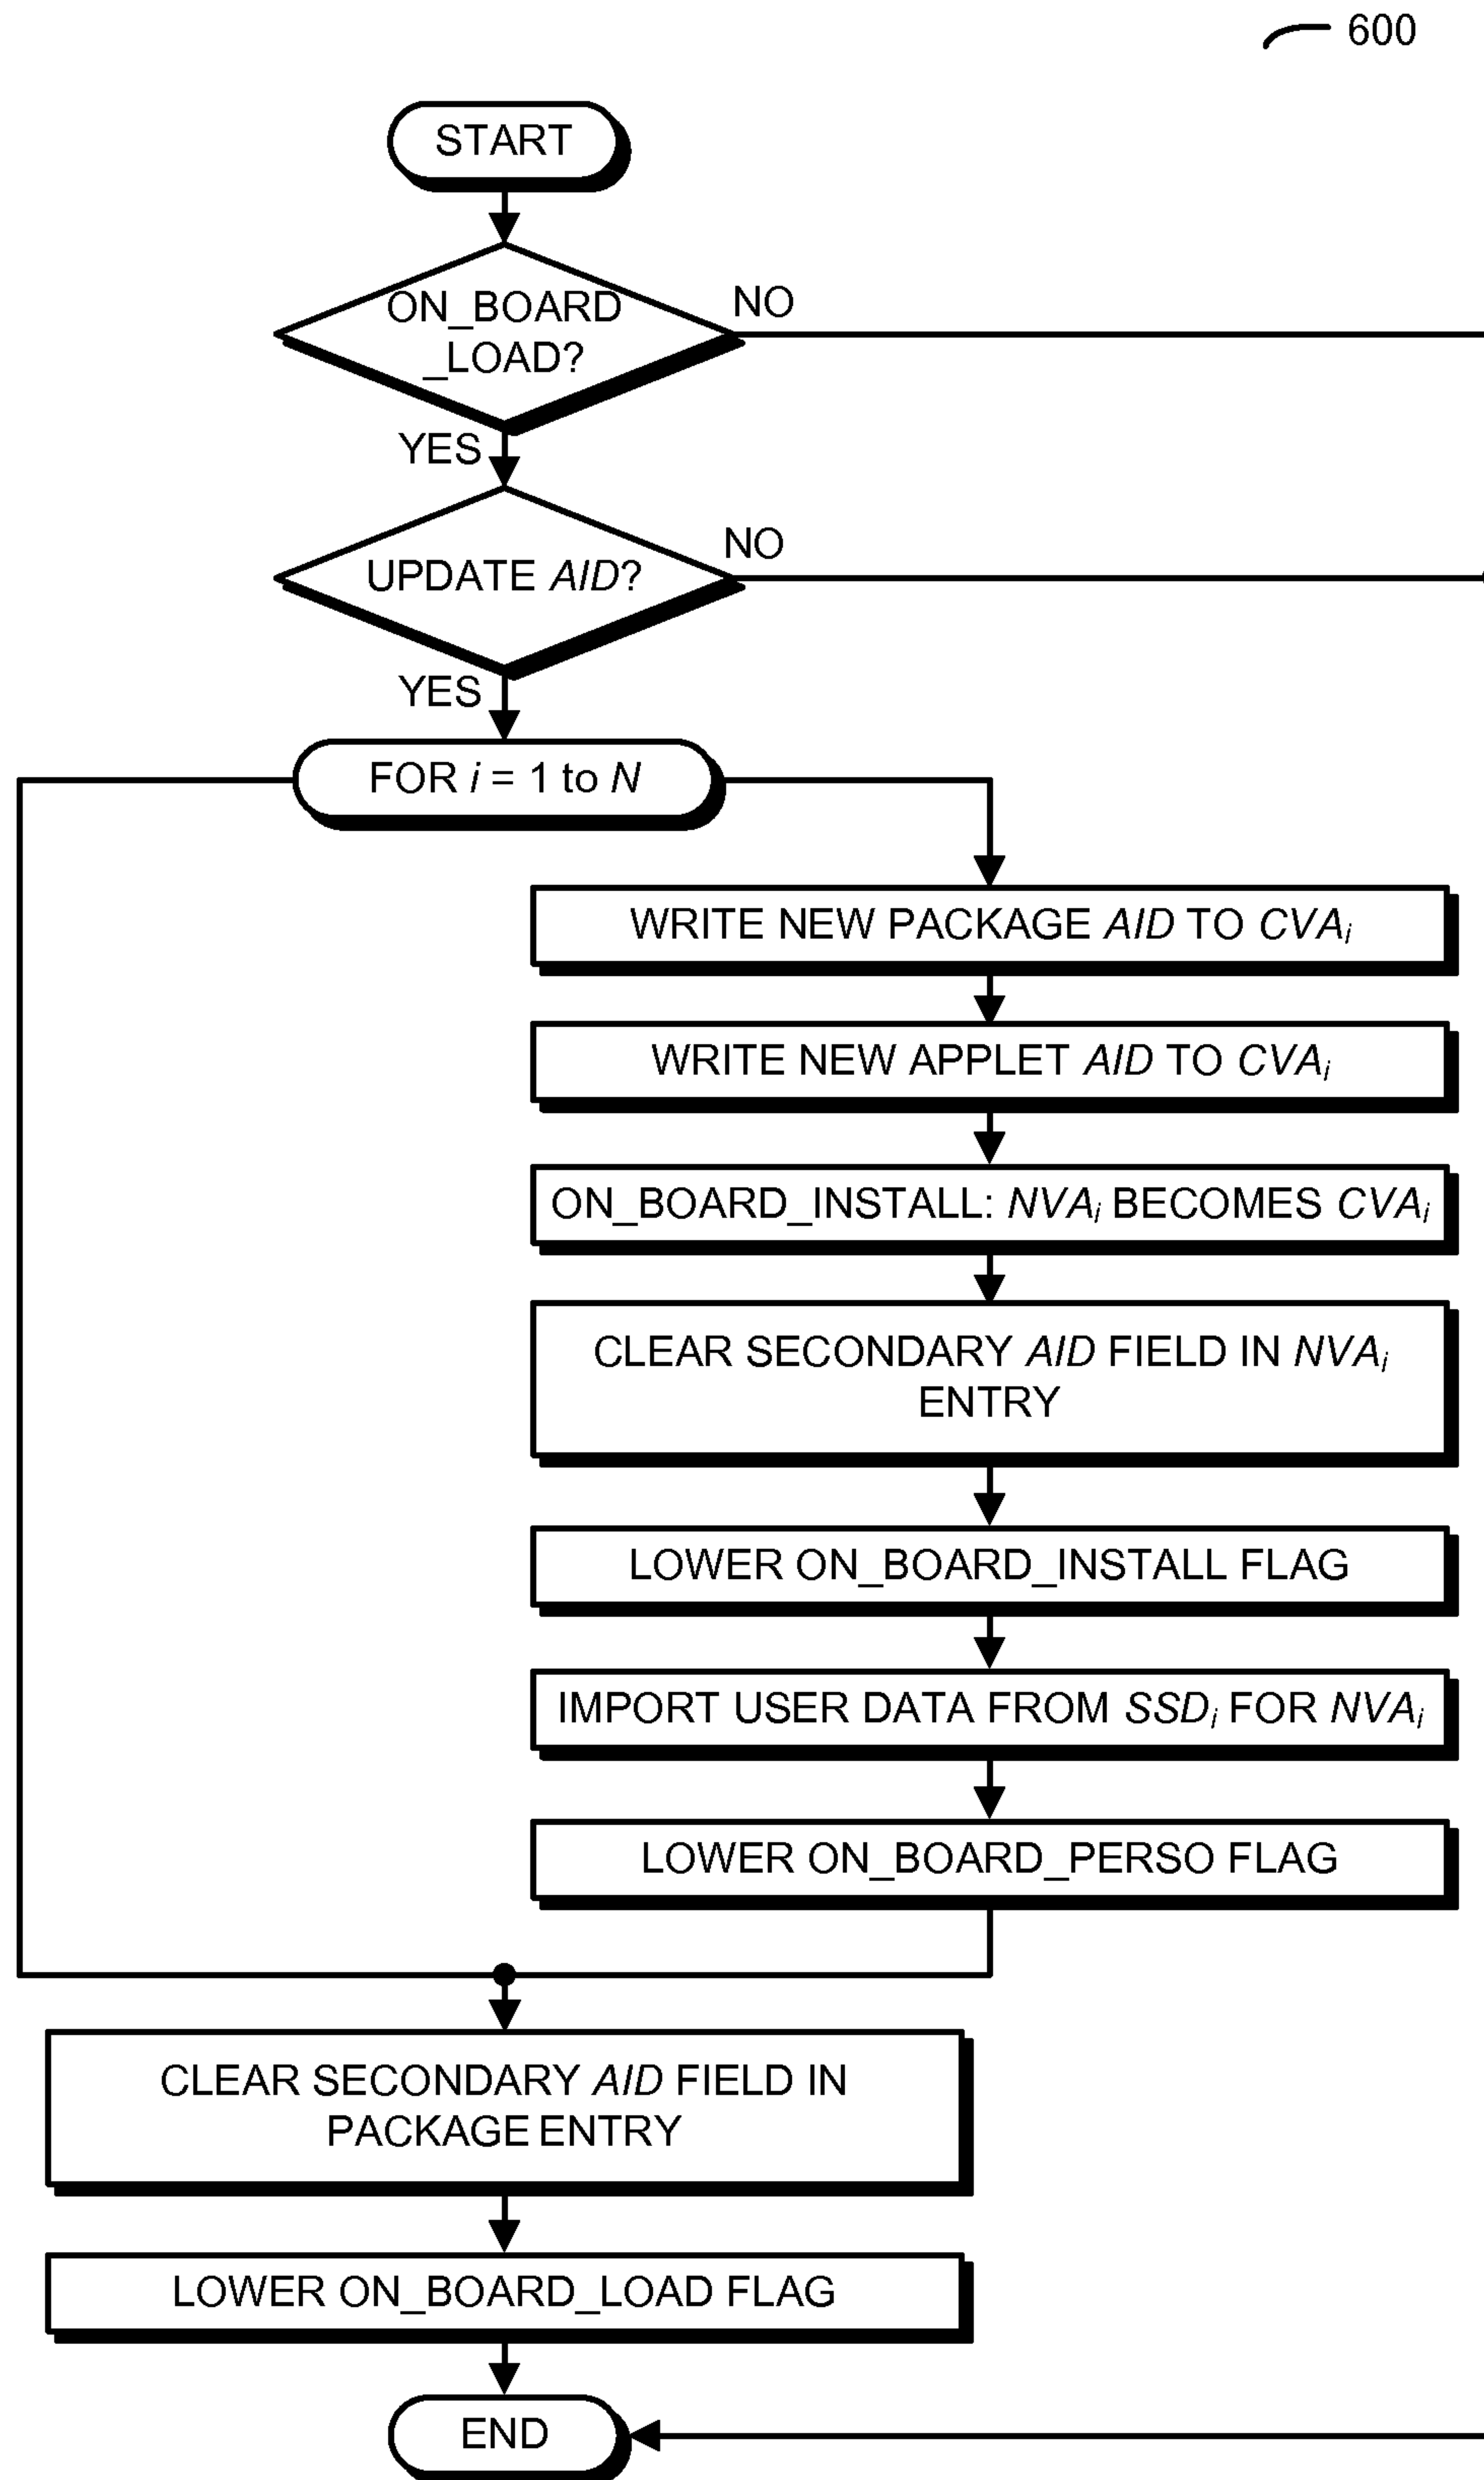 600
START
ON_BOARD
_LOAD?
NO
YES
UPDATE AID?
NO
YES
FOR i = 1 to N
WRITE NEW PACKAGE AID TO CVAi
WRITE NEW APPLET AID TO CVAi
ON_BOARD_INSTALL: NVAi BECOMES CVAi
CLEAR SECONDARY AID FIELD IN NVAi
ENTRY
LOWER ON_BOARD_INSTALL FLAG
IMPORT USER DATA FROM SSDi FOR NVAi
LOWER ON_BOARD_PERSO FLAG
CLEAR SECONDARY AID FIELD IN
PACKAGE ENTRY
LOWER ON_BOARD_LOAD FLAG
END